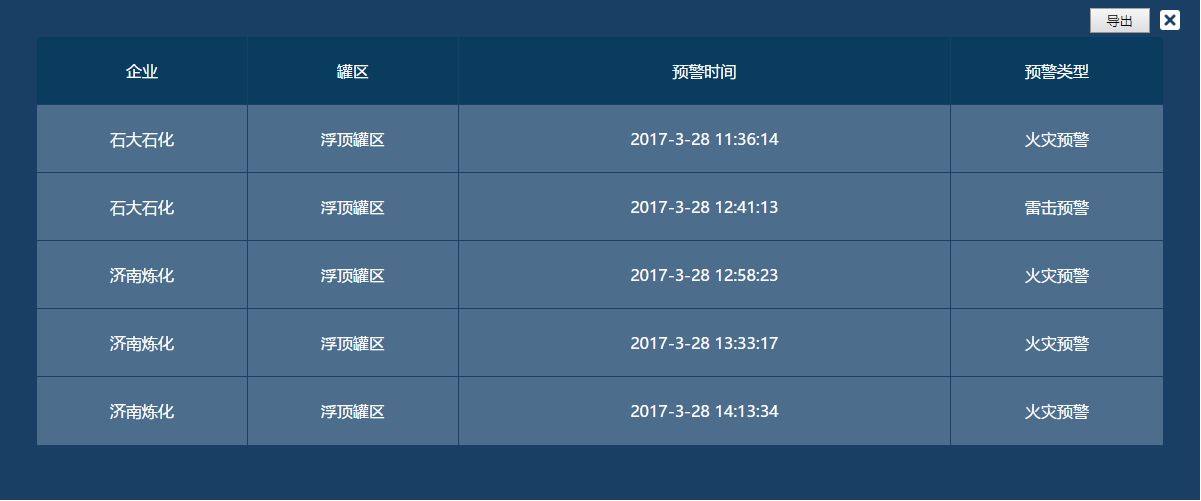 导出
企业 罐区 预警时间 预警类型
石大石化 浮顶罐区 2017-3-28 11:36:14 火灾预警
石大石化 浮顶罐区 2017-3-28 12:41:13 雷击预警
济南炼化 浮顶罐区 2017-3-28 12:58:23 火灾预警
济南炼化 浮顶罐区 2017-3-28 13:33:17 火灾预警
济南炼化 浮顶罐区 2017-3-28 14:13:34 火灾预警